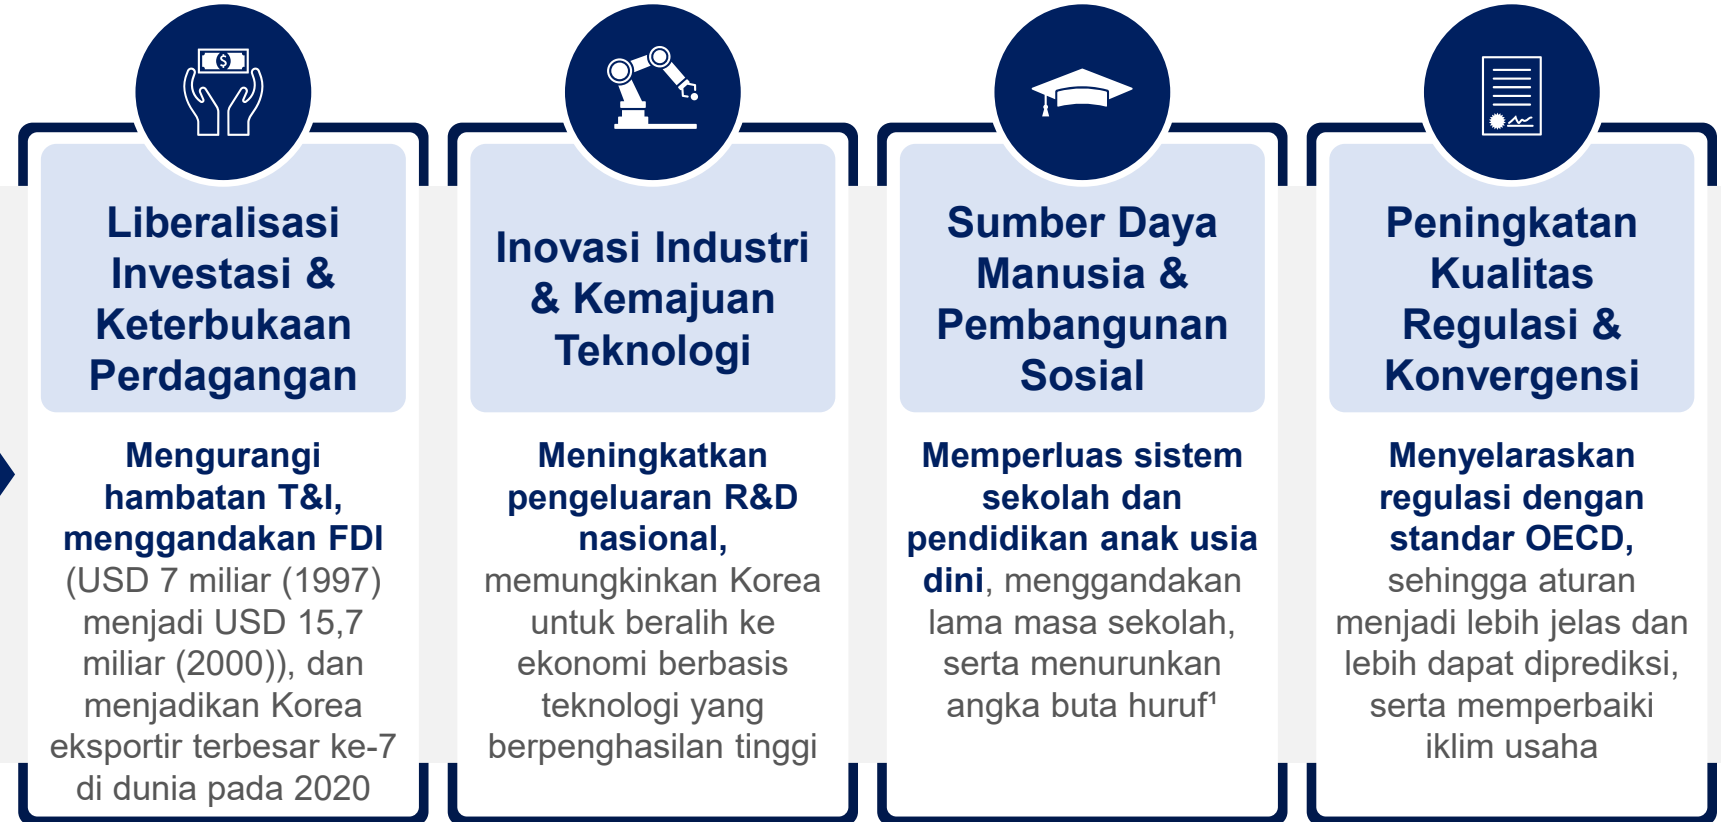 Liberalisasi
Investasi &
Keterbukaan
Perdagangan
Mengurangi
hambatan T&I,
menggandakan FDI
(USD 7 miliar (1997)
menjadi USD 15,7
miliar (2000)), dan
menjadikan Korea
eksportir terbesar ke-7
di dunia pada 2020
Inovasi Industri
& Kemajuan
Teknologi
Meningkatkan
pengeluaran R&D
nasional,
memungkinkan Korea
untuk beralih ke
ekonomi berbasis
teknologi yang
berpenghasilan tinggi
Sumber Daya
Manusia &
Pembangunan
Sosial
Memperluas sistem
sekolah dan
pendidikan anak usia
dini, menggandakan
lama masa sekolah,
serta menurunkan
angka buta huruf¹
Peningkatan
Kualitas
Regulasi &
Konvergensi
Menyelaraskan
regulasi dengan
standar OECD,
sehingga aturan
menjadi lebih jelas dan
lebih dapat diprediksi,
serta memperbaiki
iklim usaha